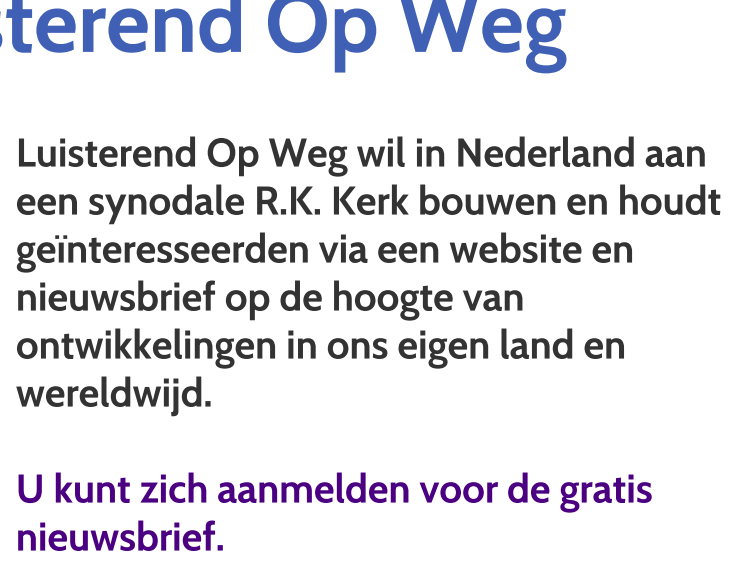 sterend Op Weg
Luisterend Op Weg wil in Nederland aan
een synodale R.K. Kerk bouwen en houdt
geïnteresseerden via een website en
nieuwsbrief op de hoogte van
ontwikkelingen in ons eigen land en
wereldwijd.
U kunt zich aanmelden voor de gratis
nieuwsbrief.